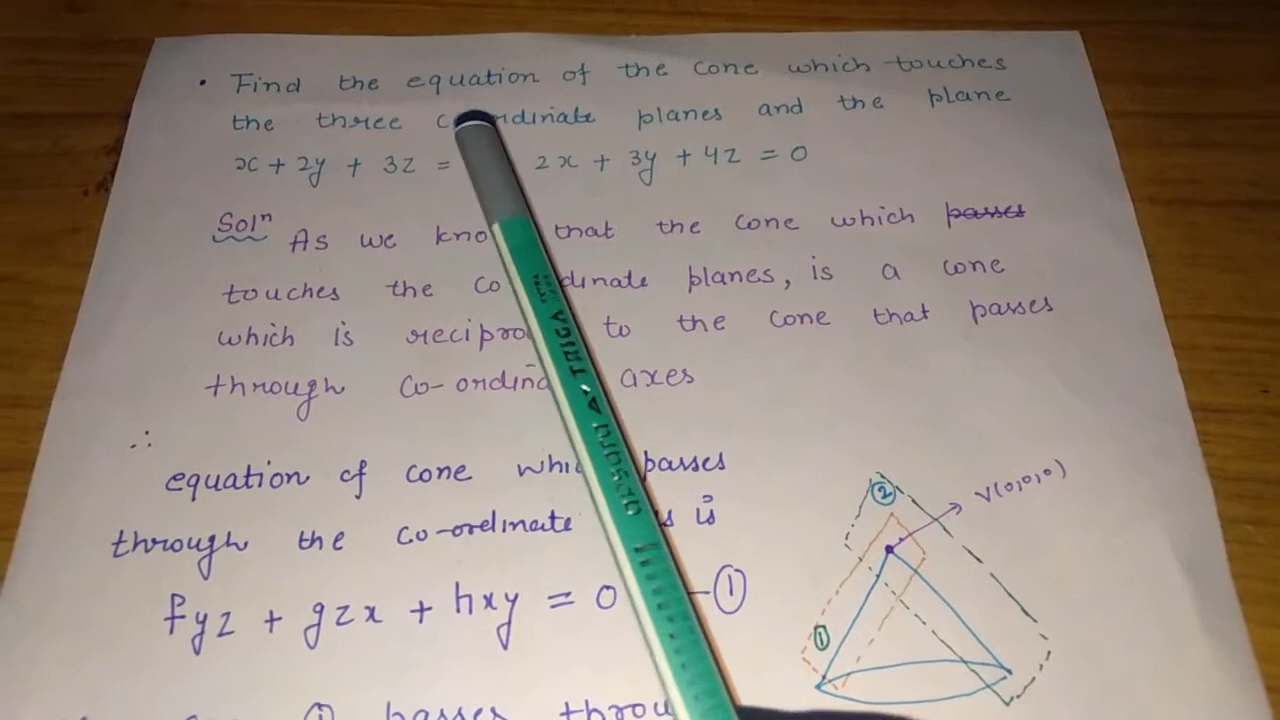 • Find the equation of the cone which touches
the three planes and the plane
x + 2y + 3z = 2x + 3y + 4z = 0
Solⁿ As we that the cone which passes
touches the planes, is a cone
which is to the cone that passes
through axes
∴
equation of cone passes
through the co-ordinate is
fyz + gzx + hxy = 0 — ①
① passes
②
V(0,0,0)
①